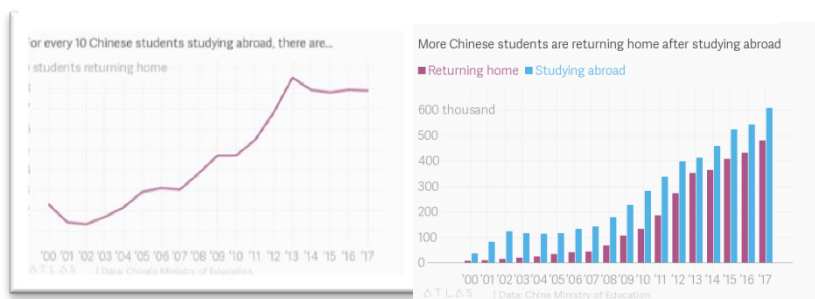 For every 10 Chinese students studying abroad, there are...
students returning home
'00 '01 '02 '03 '04 '05 '06 '07 '08 '09 '10 '11 '12 '13 '14 '15 '16 '17
ATLAS | Data: China's Ministry of Education
More Chinese students are returning home after studying abroad
Returning home Studying abroad
600 thousand
500
400
300
200
100
0
'00 '01 '02 '03 '04 '05 '06 '07 '08 '09 '10 '11 '12 '13 '14 '15 '16 '17
ATLAS | Data: China Ministry of Education